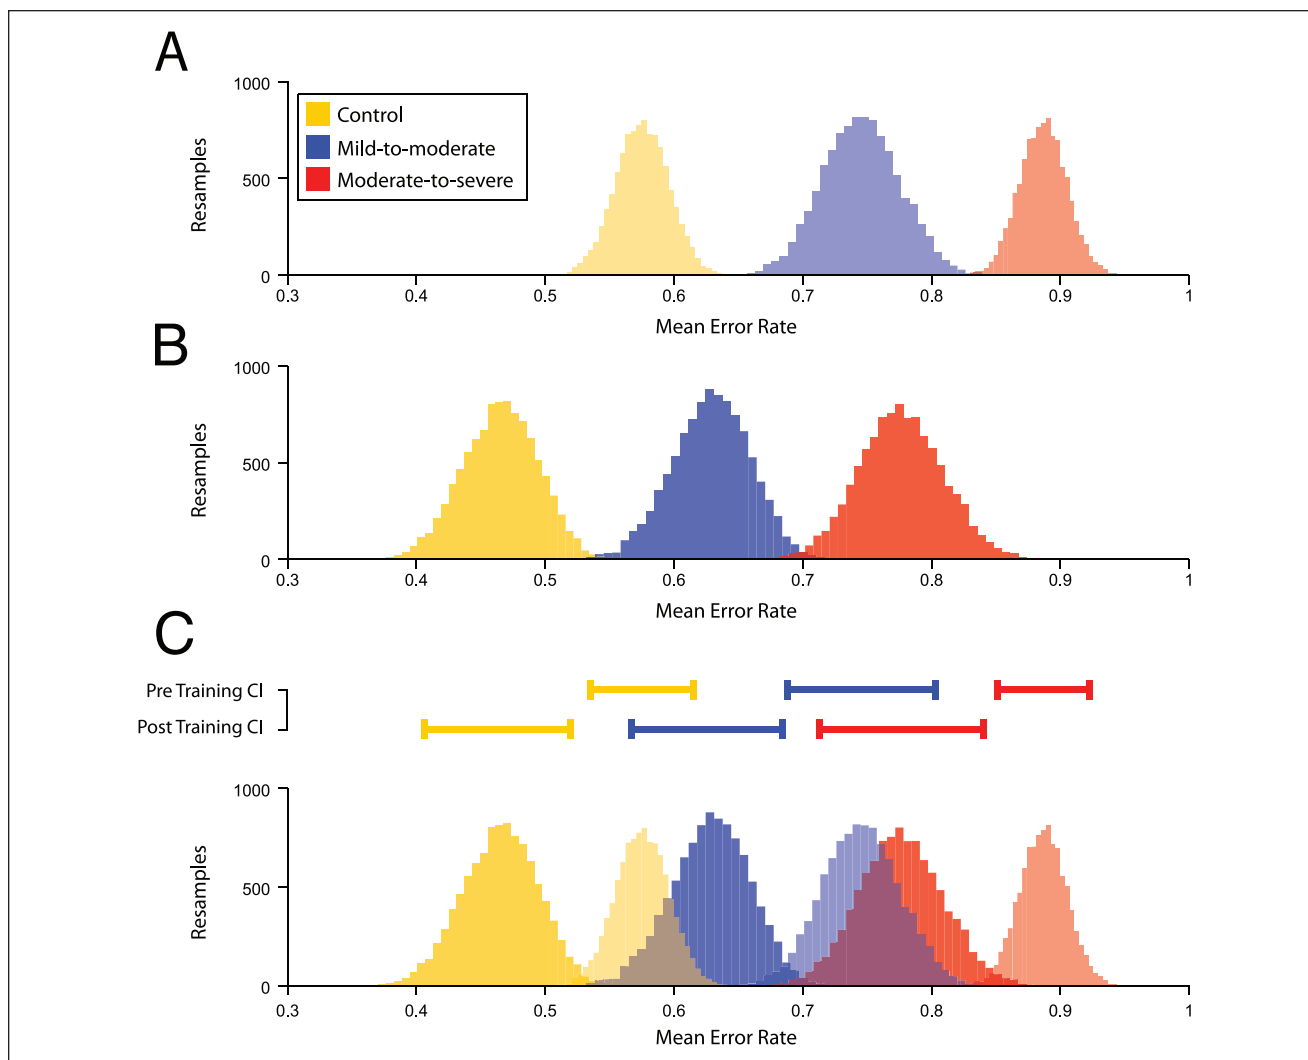 A
1000
500
0
Resamples
Control
Mild-to-moderate
Moderate-to-severe
0.3 0.4 0.5 0.6 0.7 0.8 0.9 1
Mean Error Rate
B
1000
500
0
Resamples
0.3 0.4 0.5 0.6 0.7 0.8 0.9 1
Mean Error Rate
C
Pre Training CI
Post Training CI
1000
500
0
Resamples
0.3 0.4 0.5 0.6 0.7 0.8 0.9 1
Mean Error Rate